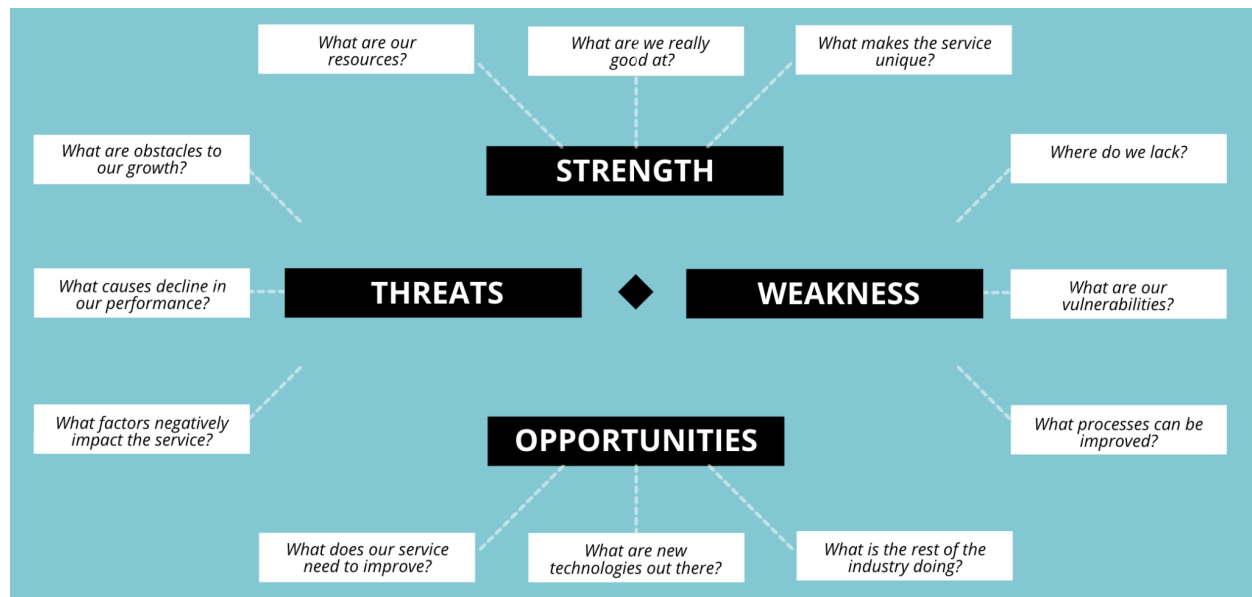 What are our
resources?
What are we really
good at?
What makes the service
unique?
STRENGTH
What are obstacles to
our growth?
Where do we lack?
What causes decline in
our performance?
THREATS
WEAKNESS
What are our
vulnerabilities?
What factors negatively
impact the service?
What processes can be
improved?
OPPORTUNITIES
What does our service
need to improve?
What are new
technologies out there?
What is the rest of the
industry doing?